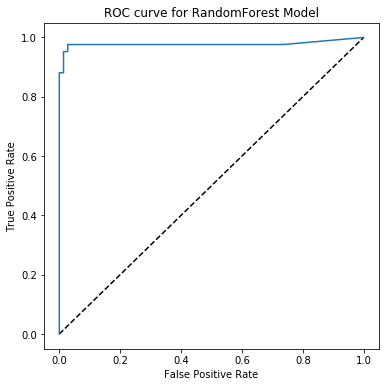 ROC curve for RandomForest Model
1.0
0.8
0.6
0.4
0.2
0.0
True Positive Rate
0.0 0.2 0.4 0.6 0.8 1.0
False Positive Rate